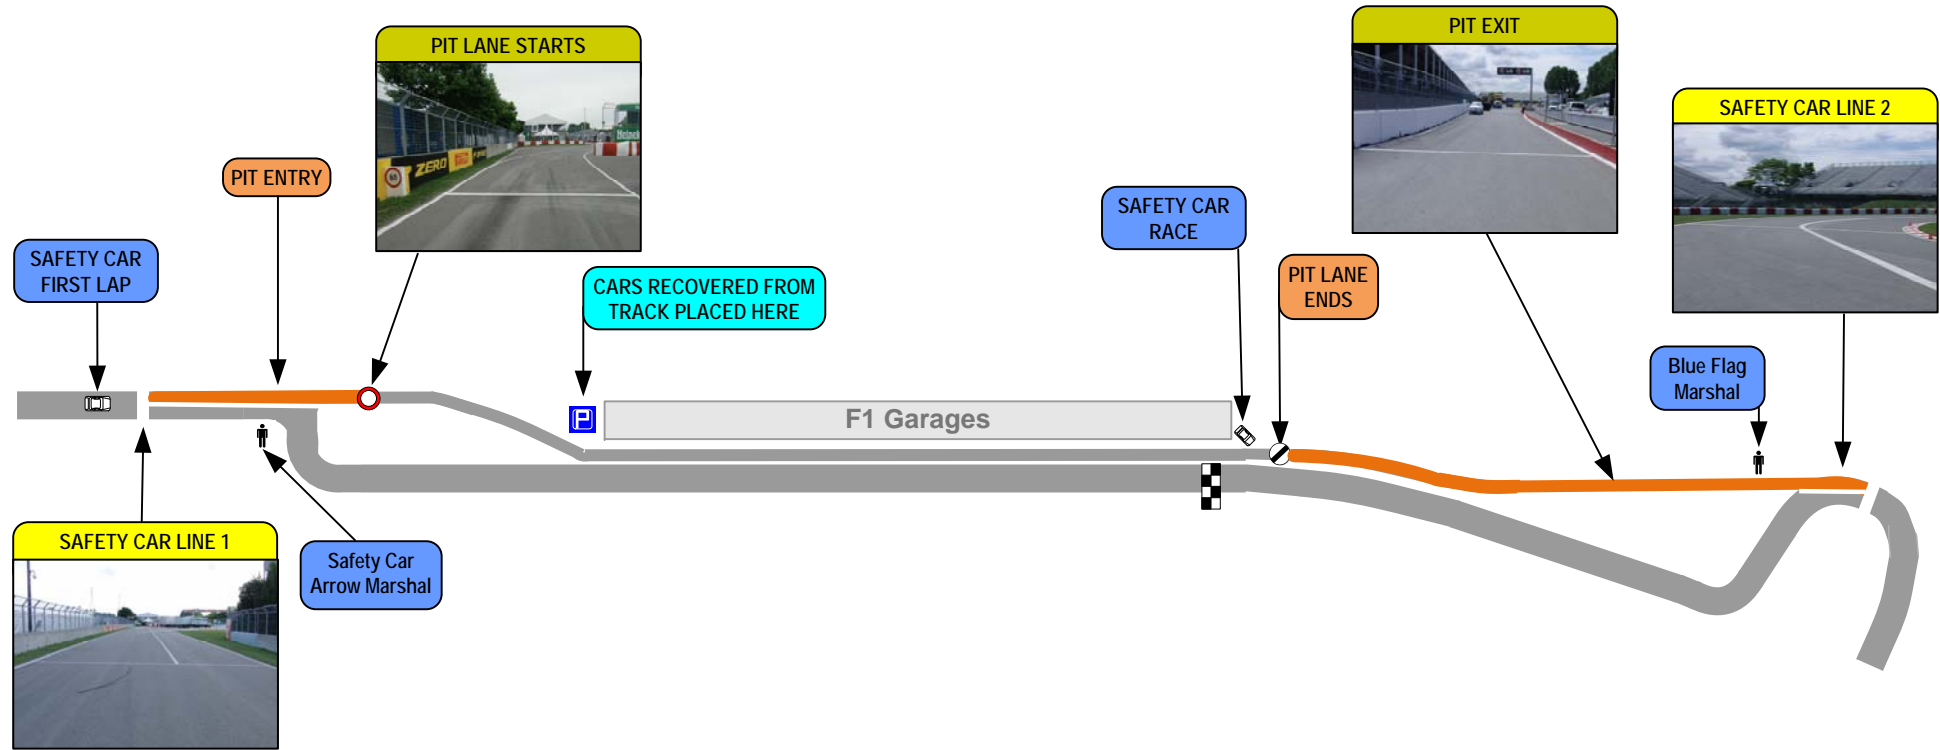 PIT EXIT
PIT LANE STARTS
SAFETY CAR LINE 2
Heineken
ZERO
60
PIT ENTRY
SAFETY CAR
RACE
SAFETY CAR
FIRST LAP
PIT LANE
ENDS
CARS RECOVERED FROM
TRACK PLACED HERE
Blue Flag
Marshal
P
F1 Garages
SAFETY CAR LINE 1
Safety Car
Arrow Marshal